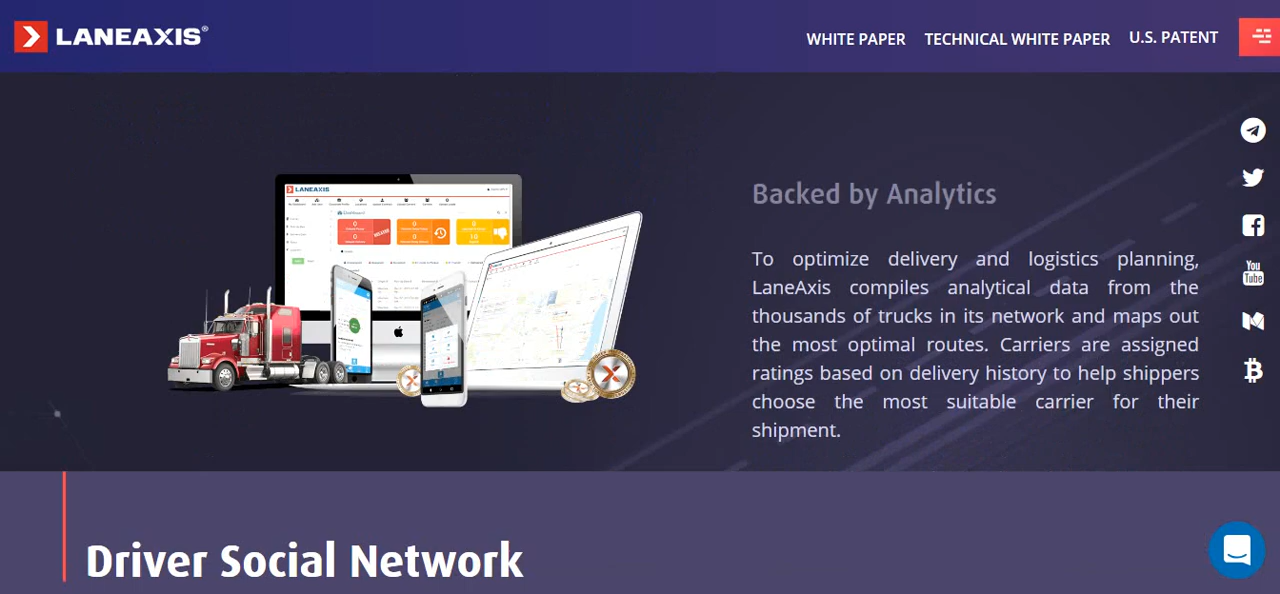 LANEAXIS®
WHITE PAPER
TECHNICAL WHITE PAPER
U.S. PATENT
LANEAXIS
Backed by Analytics
To optimize delivery and logistics planning,
LaneAxis compiles analytical data from the
thousands of trucks in its network and maps out
the most optimal routes. Carriers are assigned
ratings based on delivery history to help shippers
choose the most suitable carrier for their
shipment.
You
Tube
Driver Social Network